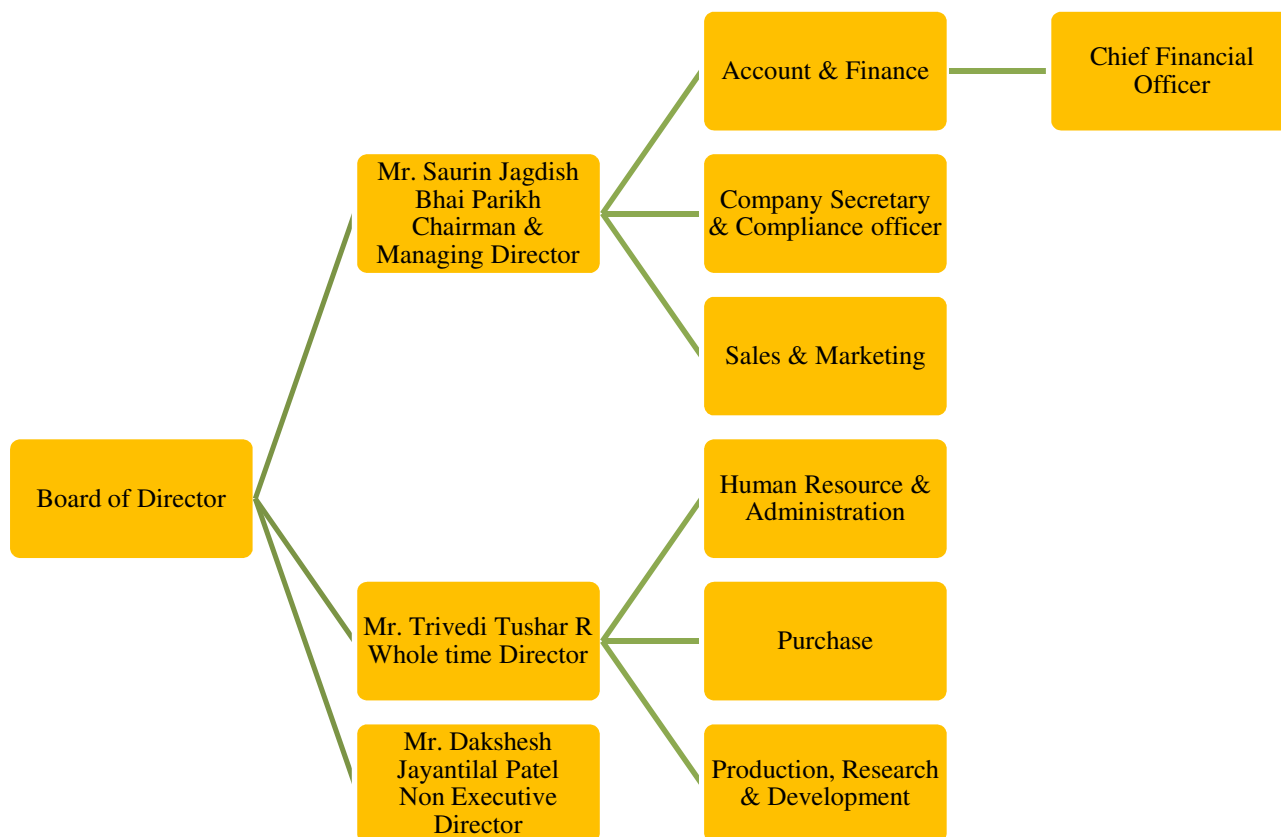 Board of Director
Mr. Saurin Jagdish
Bhai Parikh
Chairman &
Managing Director
Account & Finance
Chief Financial
Officer
Company Secretary
& Compliance officer
Sales & Marketing
Mr. Trivedi Tushar R
Whole time Director
Human Resource &
Administration
Purchase
Production, Research
& Development
Mr. Dakshesh
Jayantilal Patel
Non Executive
Director